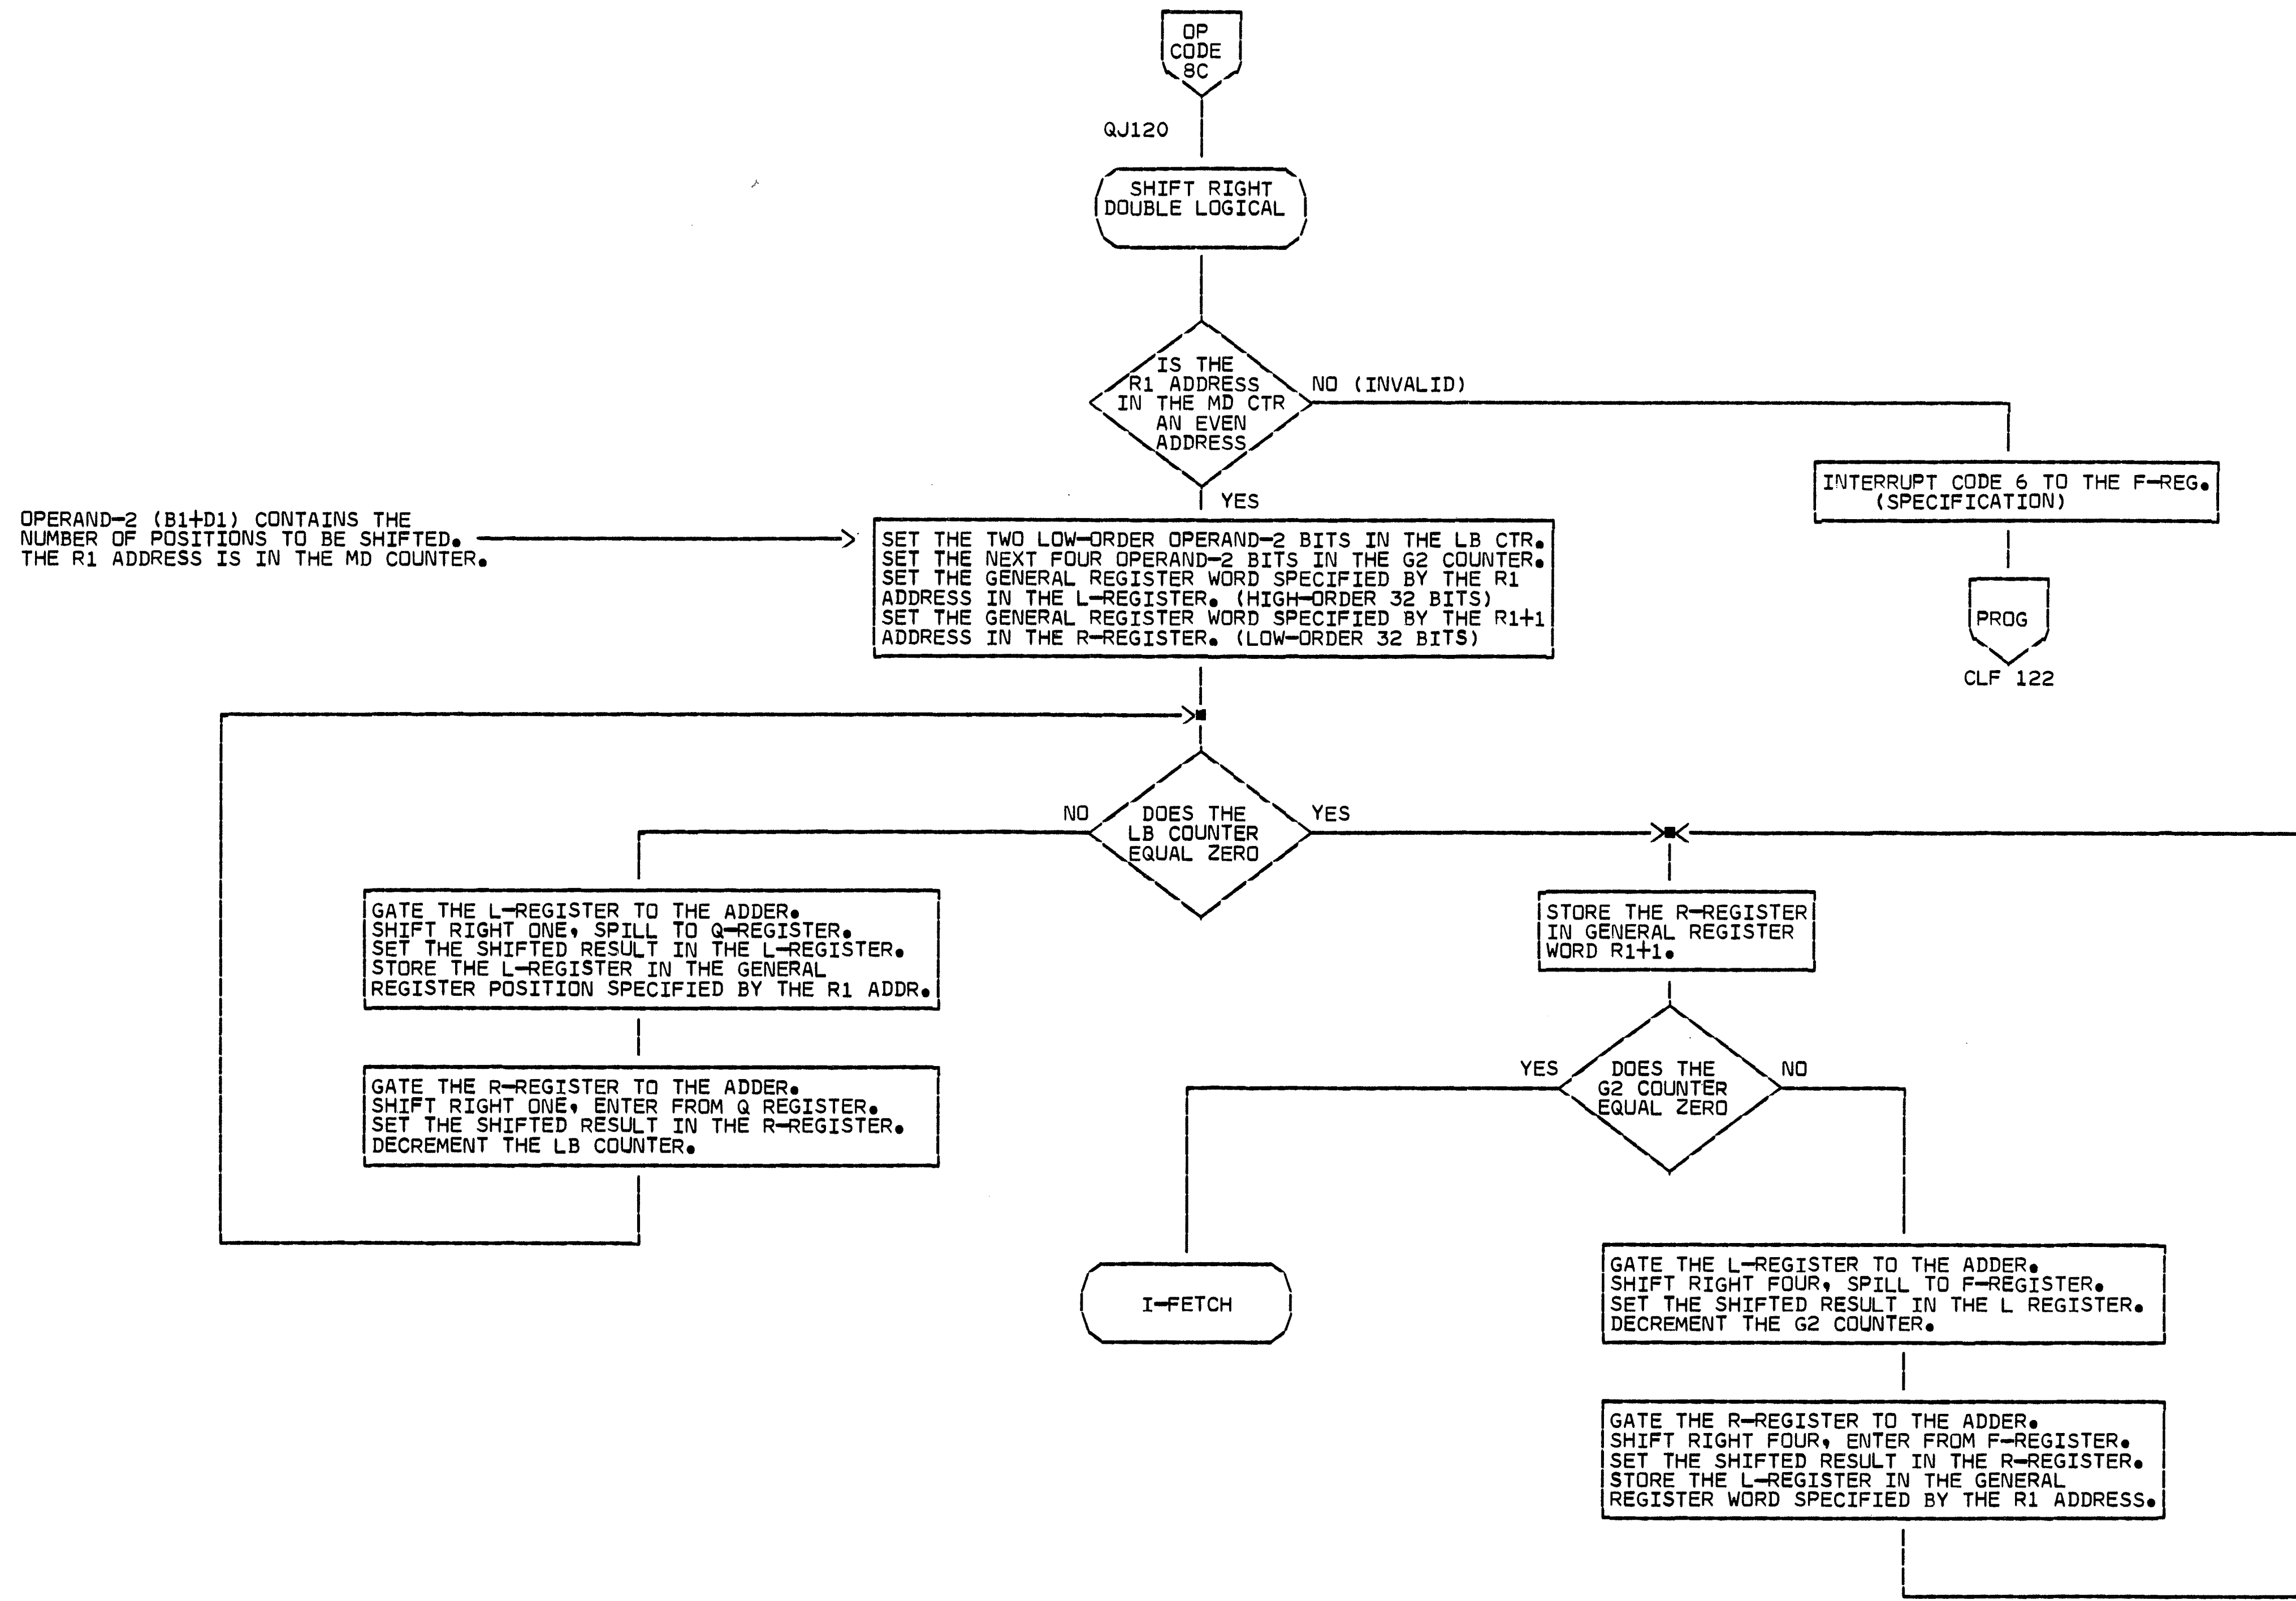 OP
CODE
8C
QJ120
SHIFT RIGHT
DOUBLE LOGICAL
IS THE
R1 ADDRESS
IN THE MD CTR
AN EVEN
ADDRESS
NO (INVALID)
YES
INTERRUPT CODE 6 TO THE F-REG.
(SPECIFICATION)
PROG
CLF 122
OPERAND-2 (B1+D1) CONTAINS THE
NUMBER OF POSITIONS TO BE SHIFTED.
THE R1 ADDRESS IS IN THE MD COUNTER.
SET THE TWO LOW-ORDER OPERAND-2 BITS IN THE LB CTR.
SET THE NEXT FOUR OPERAND-2 BITS IN THE G2 COUNTER.
SET THE GENERAL REGISTER WORD SPECIFIED BY THE R1
ADDRESS IN THE L-REGISTER. (HIGH-ORDER 32 BITS)
SET THE GENERAL REGISTER WORD SPECIFIED BY THE R1+1
ADDRESS IN THE R-REGISTER. (LOW-ORDER 32 BITS)
DOES THE
LB COUNTER
EQUAL ZERO
NO
YES
GATE THE L-REGISTER TO THE ADDER.
SHIFT RIGHT ONE, SPILL TO Q-REGISTER.
SET THE SHIFTED RESULT IN THE L-REGISTER.
STORE THE L-REGISTER IN THE GENERAL
REGISTER POSITION SPECIFIED BY THE R1 ADDR.
GATE THE R-REGISTER TO THE ADDER.
SHIFT RIGHT ONE, ENTER FROM Q REGISTER.
SET THE SHIFTED RESULT IN THE R-REGISTER.
DECREMENT THE LB COUNTER.
STORE THE R-REGISTER
IN GENERAL REGISTER
WORD R1+1.
DOES THE
G2 COUNTER
EQUAL ZERO
YES
NO
I-FETCH
GATE THE L-REGISTER TO THE ADDER.
SHIFT RIGHT FOUR, SPILL TO F-REGISTER.
SET THE SHIFTED RESULT IN THE L REGISTER.
DECREMENT THE G2 COUNTER.
GATE THE R-REGISTER TO THE ADDER.
SHIFT RIGHT FOUR, ENTER FROM F-REGISTER.
SET THE SHIFTED RESULT IN THE R-REGISTER.
STORE THE L-REGISTER IN THE GENERAL
REGISTER WORD SPECIFIED BY THE R1 ADDRESS.